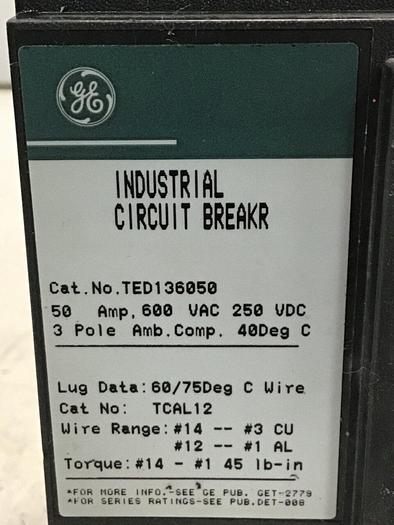 GE
INDUSTRIAL
CIRCUIT BREAKR
Cat.No.TED136050
50 Amp,600 VAC 250 VDC
3 Pole Amb.Comp. 40Deg C
Lug Data:60/75Deg C Wire
Cat No: TCAL12
Wire Range:#14 -- #3 CU
#12 -- #1 AL
Torque:#14 - #1 45 lb-in
*FOR MORE INFO.-SEE GE PUB. GET-2779
*FOR SERIES RATINGS-SEE PUB.DET-008